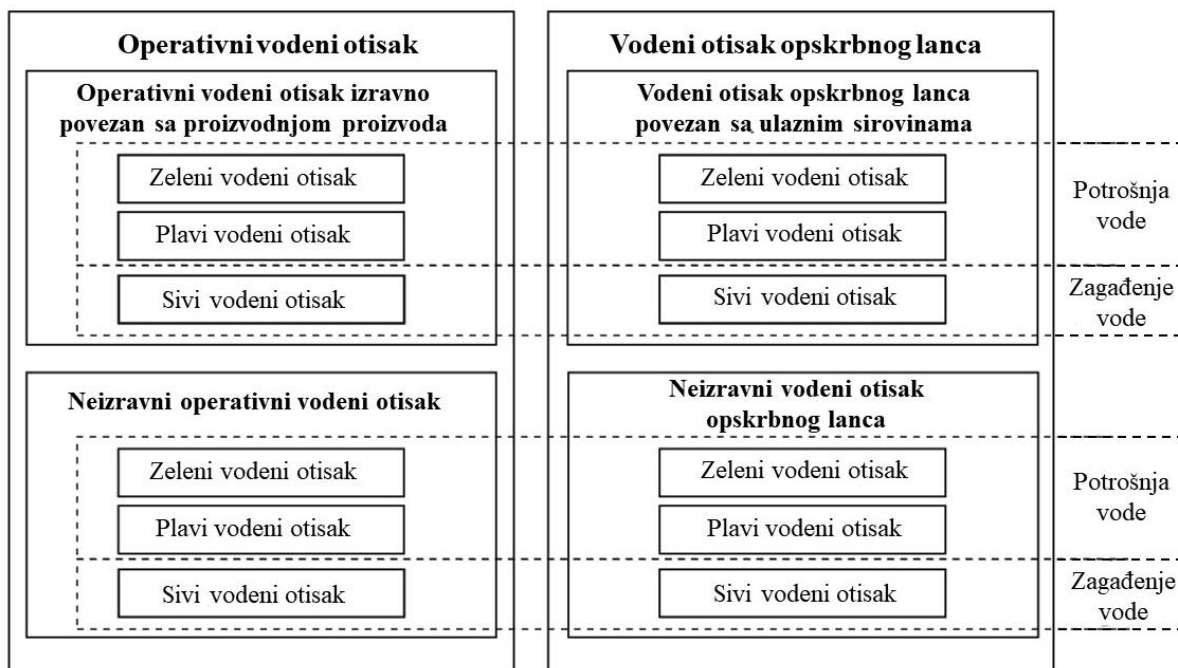 Operativni vodeni otisak
Operativni vodeni otisak izravno
povezan sa proizvodnjom proizvoda
Zeleni vodeni otisak
Plavi vodeni otisak
Sivi vodeni otisak
Neizravni operativni vodeni otisak
Zeleni vodeni otisak
Plavi vodeni otisak
Sivi vodeni otisak
Vodeni otisak opskrbnog lanca
Vodeni otisak opskrbnog lanca
povezan sa ulaznim sirovinama
Zeleni vodeni otisak
Plavi vodeni otisak
Sivi vodeni otisak
Neizravni vodeni otisak
opskrbnog lanca
Zeleni vodeni otisak
Plavi vodeni otisak
Sivi vodeni otisak
Potrošnja
vode
Zagađenje
vode
Potrošnja
vode
Zagađenje
vode